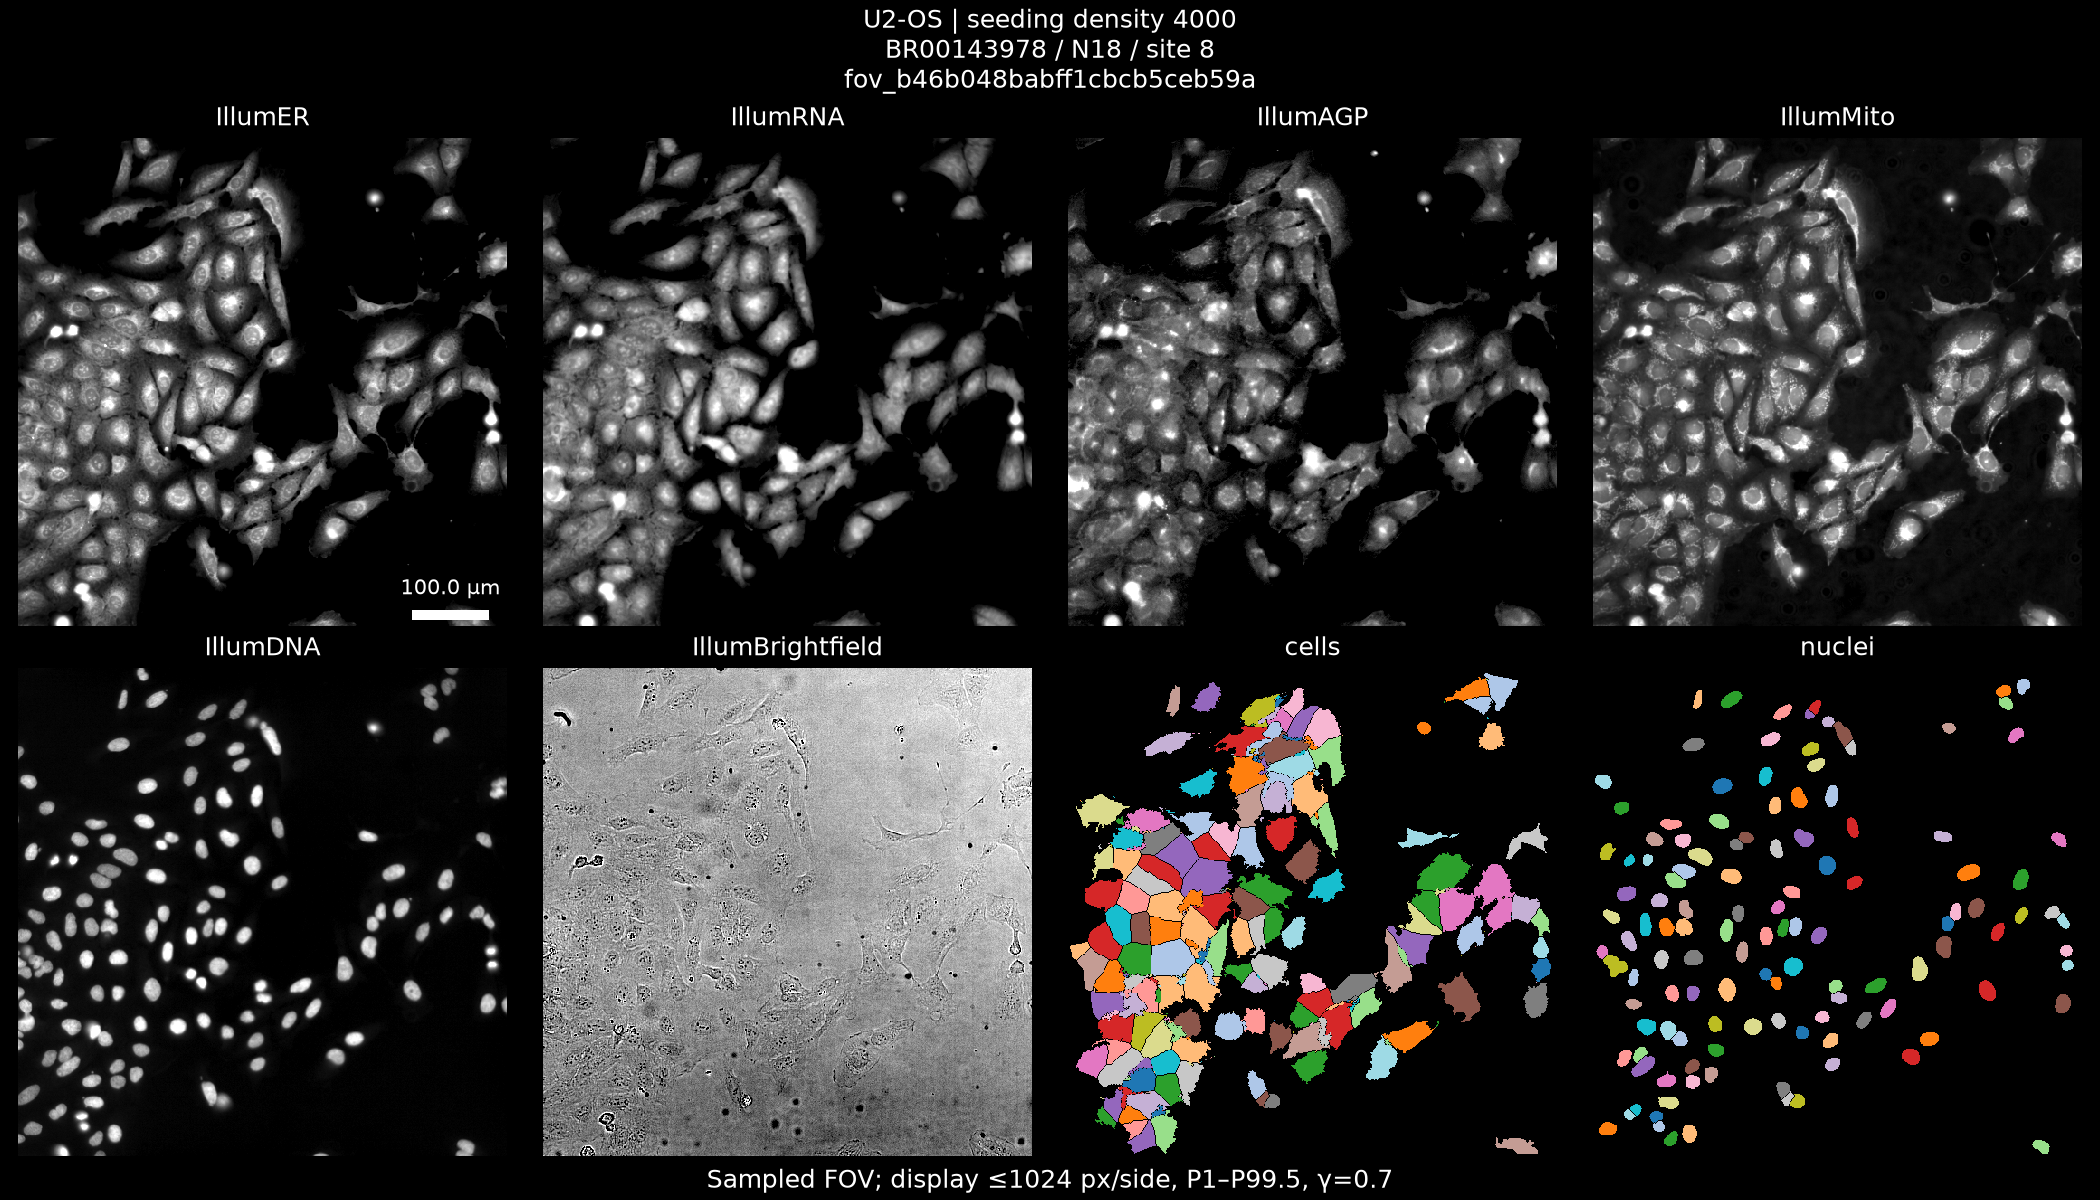 U2-OS | seeding density 4000
BR00143978 / N18 / site 8
fov_b46b048babff1cbcb5ceb59a
IllumER
IllumRNA
IllumAGP
IllumMito
100.0 µm
IllumDNA
IllumBrightfield
cells
nuclei
Sampled FOV; display ≤1024 px/side, P1–P99.5, γ=0.7